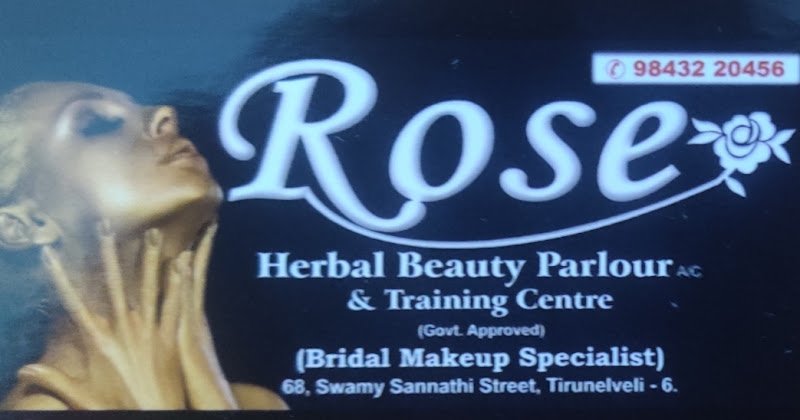 ✆ 98432 20456
Rose
Herbal Beauty Parlour A/C
& Training Centre
(Govt. Approved)
(Bridal Makeup Specialist)
68, Swamy Sannathi Street, Tirunelveli - 6.